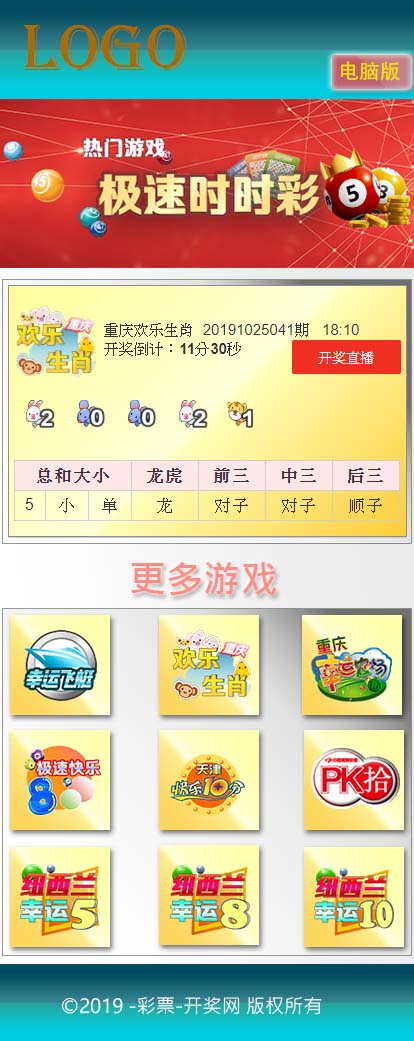 LOGO
电脑版
热门游戏
极速时时彩
5 3
45
重庆
欢乐
生肖
重庆欢乐生肖 20191025041期 18:10
开奖倒计：11分30秒
开奖直播
2 0 0 2 1
总和大小 龙虎 前三 中三 后三
5 小 单 龙 对子 对子 顺子
更多游戏
幸运飞艇
欢乐 重庆
生肖
重庆
幸运农场
极速快乐
8
天津
快乐10分
PK拾
纽西兰
幸运5
纽西兰
幸运8
纽西兰
幸运10
©2019 -彩票-开奖网 版权所有